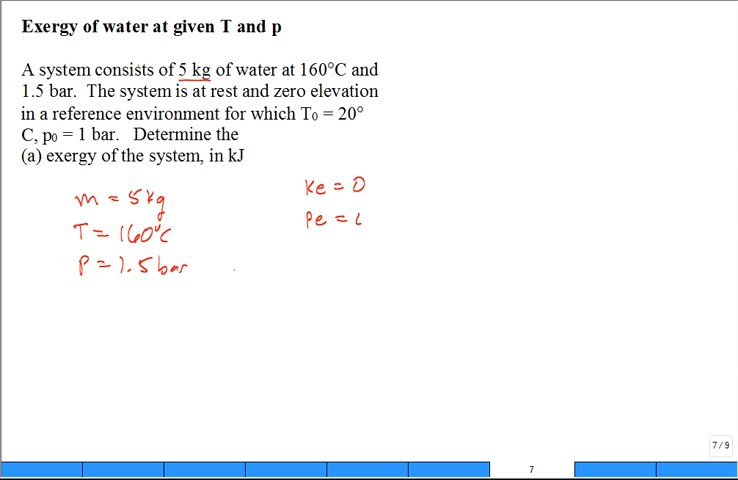 Exergy of water at given T and p
A system consists of 5 kg of water at 160°C and
1.5 bar. The system is at rest and zero elevation
in a reference environment for which T₀ = 20°
C, p₀ = 1 bar. Determine the
(a) exergy of the system, in kJ
m = 5 kg
T = 160°C
P = 1.5 bar
Ke = 0
Pe =
7/9
7